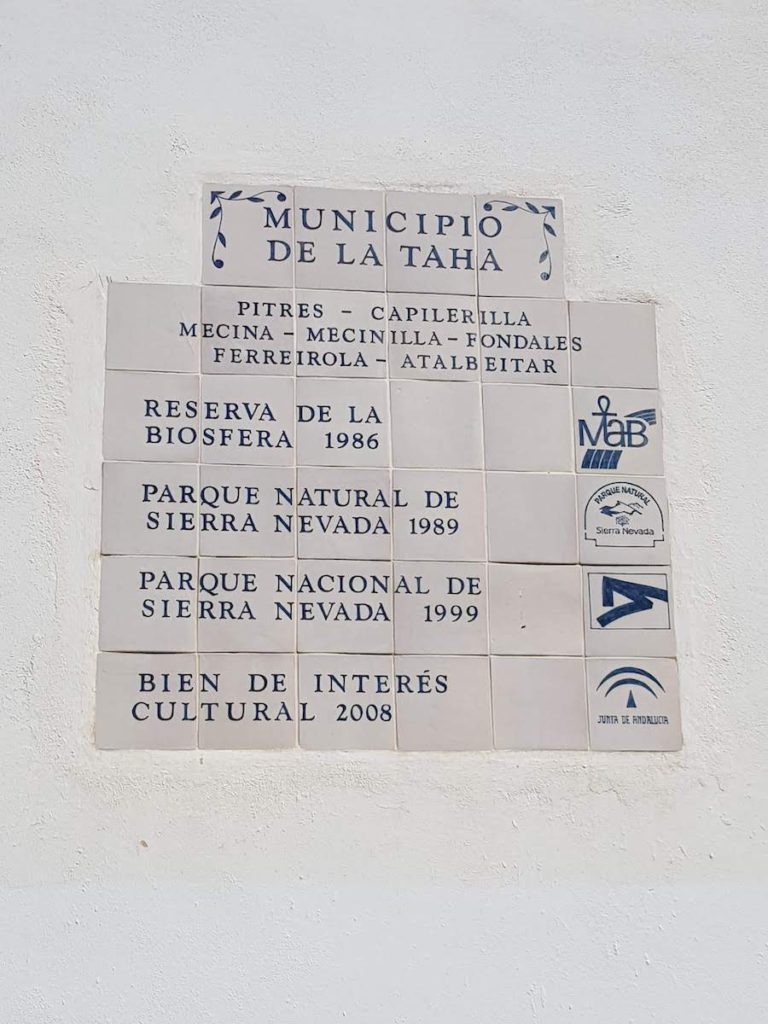 MUNICIPIO
DE LA TAHA
PITRES - CAPILERILLA
MECINA - MECINILLA - FONDALES
FERREIROLA - ATALBEITAR
RESERVA DE LA
BIOSFERA 1986
MaB
PARQUE NATURAL DE
SIERRA NEVADA 1989
PARQUE NATURAL
Sierra Nevada
PARQUE NACIONAL DE
SIERRA NEVADA 1999
BIEN DE INTERÉS
CULTURAL 2008
JUNTA DE ANDALUCIA